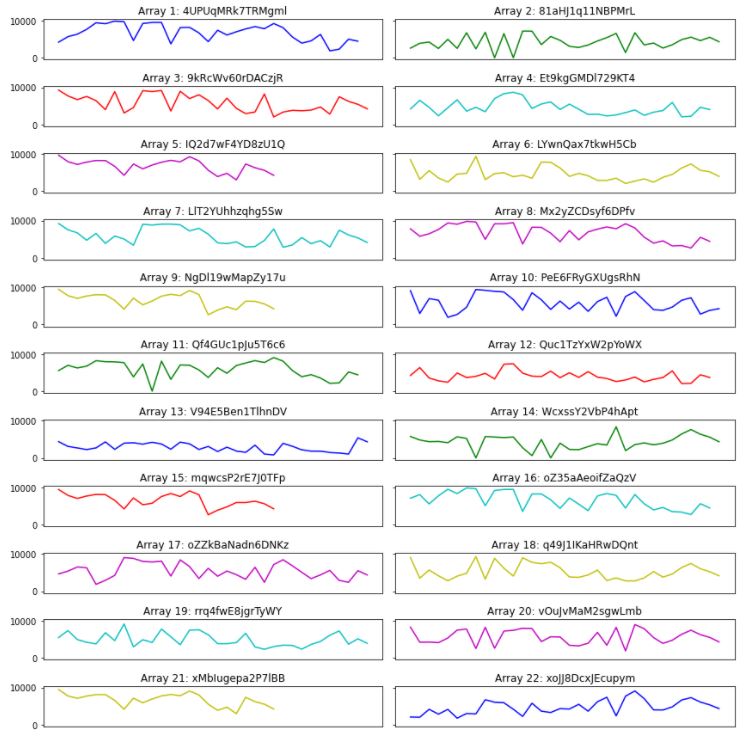 Array 1: 4UPUqMRk7TRMgml
Array 2: 81aHJ1q11NBPMrL
10000
0
Array 3: 9kRcWv60rDACzjR
Array 4: Et9kgGMDl729KT4
10000
0
Array 5: IQ2d7wF4YD8zU1Q
Array 6: LYwnQax7tkwH5Cb
10000
0
Array 7: LlT2YUhhzqhg5Sw
Array 8: Mx2yZCDsyf6DPfv
10000
0
Array 9: NgDl19wMapZy17u
Array 10: PeE6FRyGXUgsRhN
10000
0
Array 11: Qf4GUc1pJu5T6c6
Array 12: Quc1TzYxW2pYoWX
10000
0
Array 13: V94E5Ben1TlhnDV
Array 14: WcxssY2VbP4hApt
10000
0
Array 15: mqwcsP2rE7J0TFp
Array 16: oZ35aAeoifZaQzV
10000
0
Array 17: oZZkBaNadn6DNKz
Array 18: q49J1IKaHRwDQnt
10000
0
Array 19: rrq4fwE8jgrTyWY
Array 20: vOuJvMaM2sgwLmb
10000
0
Array 21: xMbIugepa2P7lBB
Array 22: xoJJ8DcxJEcupym
10000
0